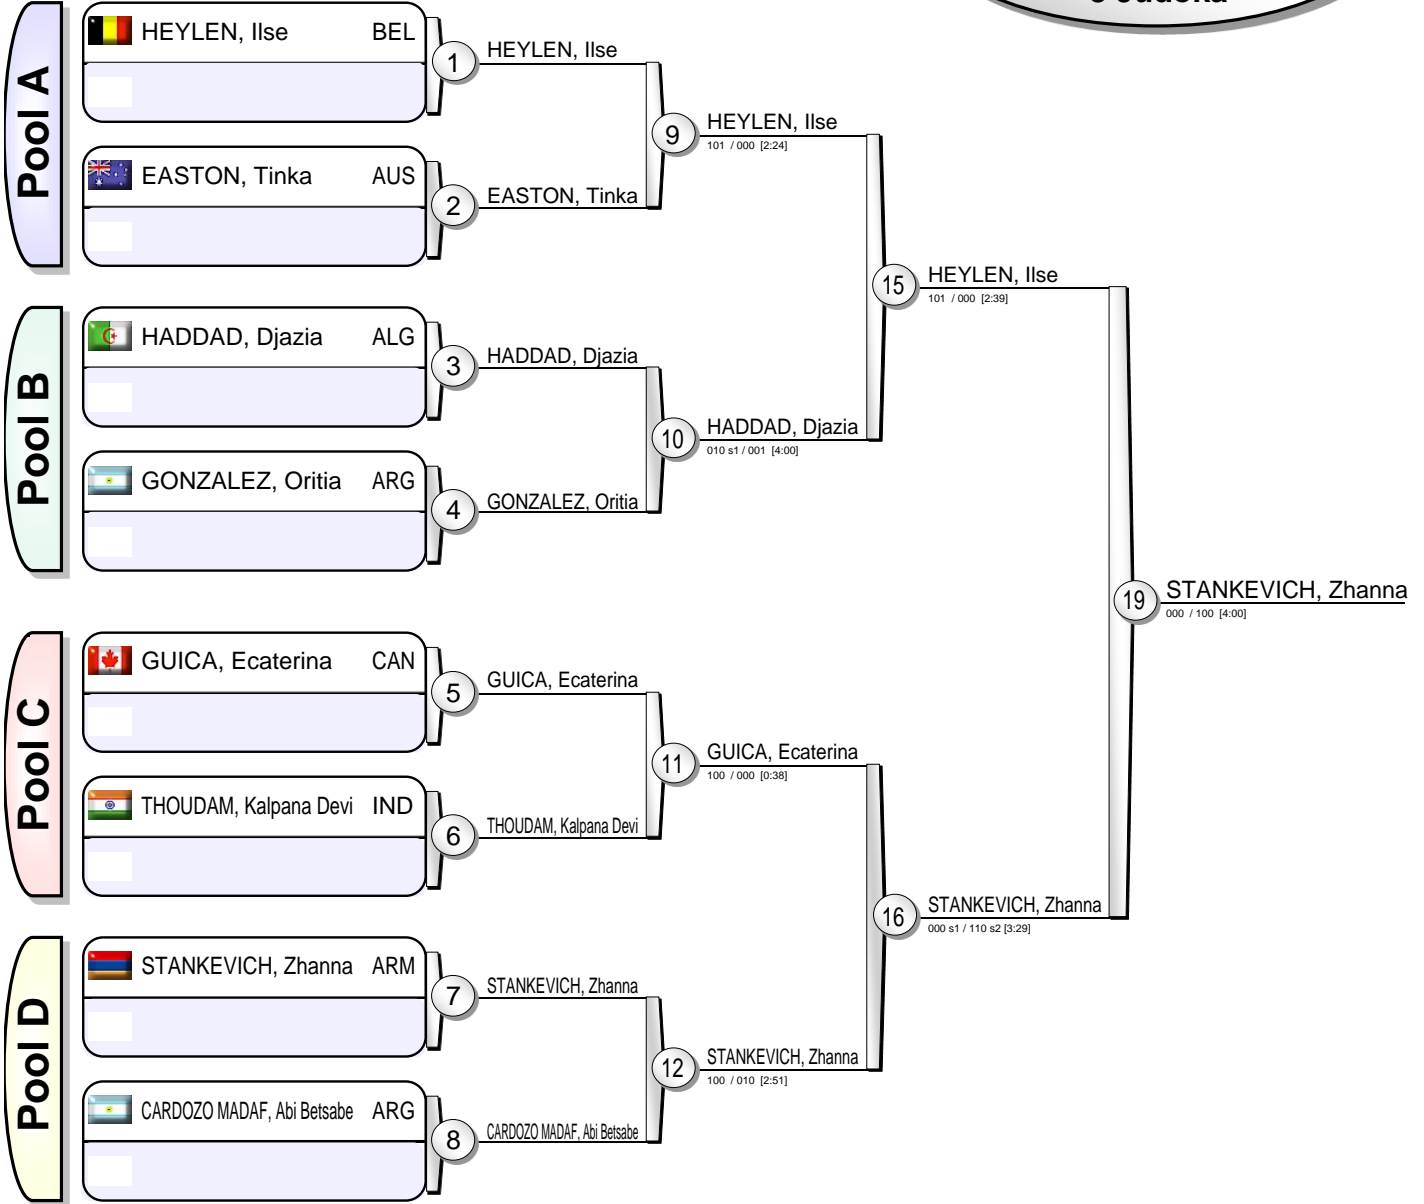 Judoka
Pool A
HEYLEN, Ilse BEL
1
HEYLEN, Ilse
9
HEYLEN, Ilse
101 / 000 [2:24]
EASTON, Tinka AUS
2
EASTON, Tinka
15
HEYLEN, Ilse
101 / 000 [2:39]
Pool B
HADDAD, Djazia ALG
3
HADDAD, Djazia
10
HADDAD, Djazia
010 s1 / 001 [4:00]
GONZALEZ, Oritia ARG
4
GONZALEZ, Oritia
19
STANKEVICH, Zhanna
000 / 100 [4:00]
Pool C
GUICA, Ecaterina CAN
5
GUICA, Ecaterina
11
GUICA, Ecaterina
100 / 000 [0:38]
THOUDAM, Kalpana Devi IND
6
THOUDAM, Kalpana Devi
16
STANKEVICH, Zhanna
000 s1 / 110 s2 [3:29]
Pool D
STANKEVICH, Zhanna ARM
7
STANKEVICH, Zhanna
12
STANKEVICH, Zhanna
100 / 010 [2:51]
CARDOZO MADAF, Abi Betsabe ARG
8
CARDOZO MADAF, Abi Betsabe